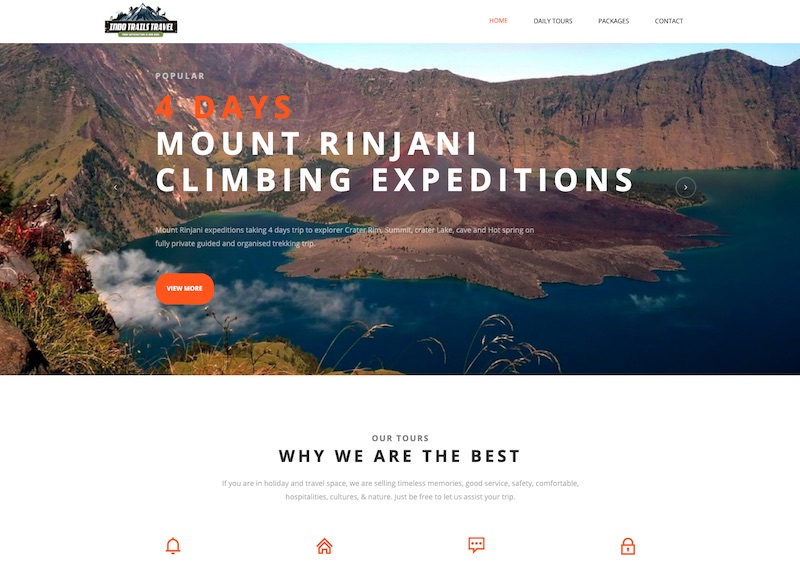 INDO TRAILS TRAVEL
HOME
DAILY TOURS
PACKAGES
CONTACT
POPULAR
4 DAYS
MOUNT RINJANI
CLIMBING EXPEDITIONS
Mount Rinjani expeditions taking 4 days trip to explorer Crater Rim, Summit, crater Lake, cave and Hot spring on
fully private guided and organised trekking trip.
VIEW MORE
OUR TOURS
WHY WE ARE THE BEST
If you are in holiday and travel space, we are selling timeless memories, good service, safety, comfortable,
hospitalities, cultures, & nature. Just be free to let us assist your trip.